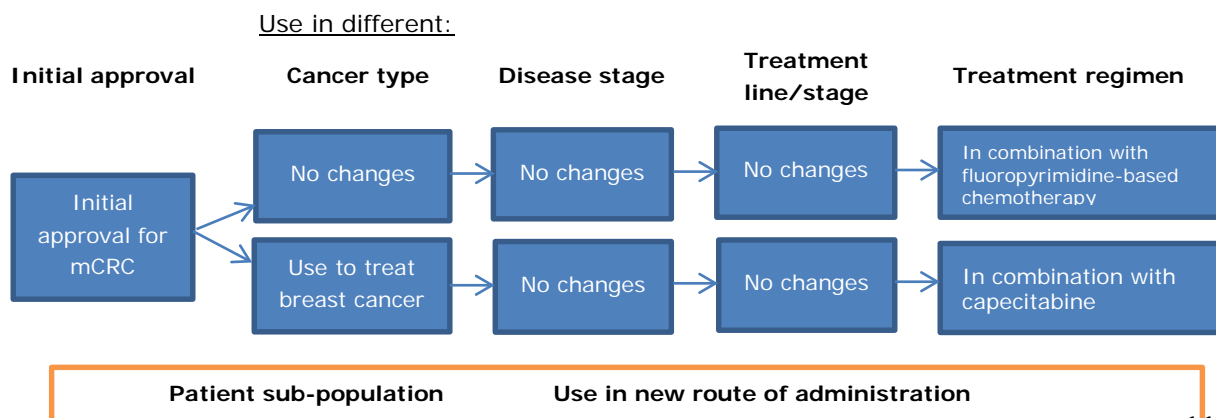 Use in different:
Initial approval
Cancer type
Disease stage
Treatment
line/stage
Treatment regimen
Initial
approval for
mCRC
No changes
No changes
No changes
In combination with
fluoropyrimidine-based
chemotherapy
Use to treat
breast cancer
No changes
No changes
In combination with
capecitabine
Patient sub-population
Use in new route of administration